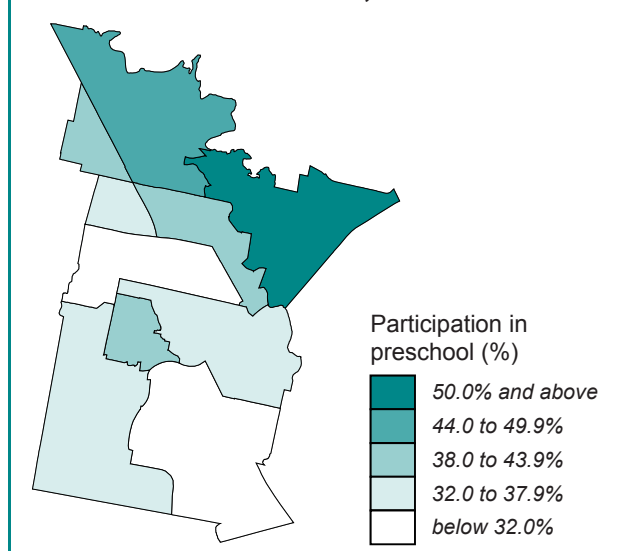 Participation in
preschool (%)
50.0% and above
44.0 to 49.9%
38.0 to 43.9%
32.0 to 37.9%
below 32.0%